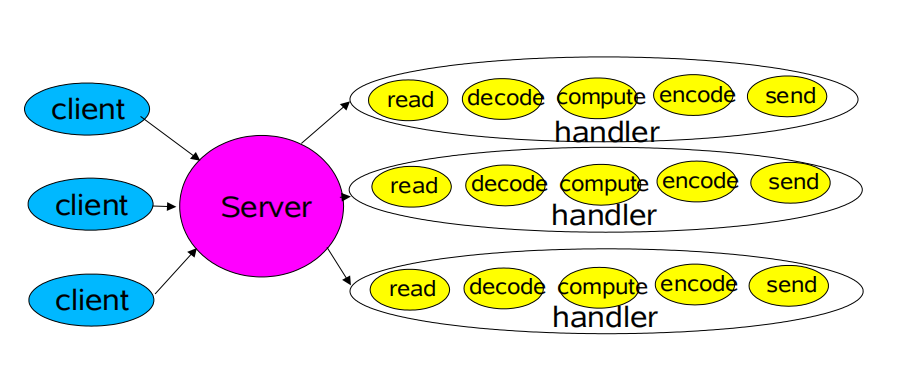 client
client
client
Server
read decode compute encode send
handler
read decode compute encode send
handler
read decode compute encode send
handler